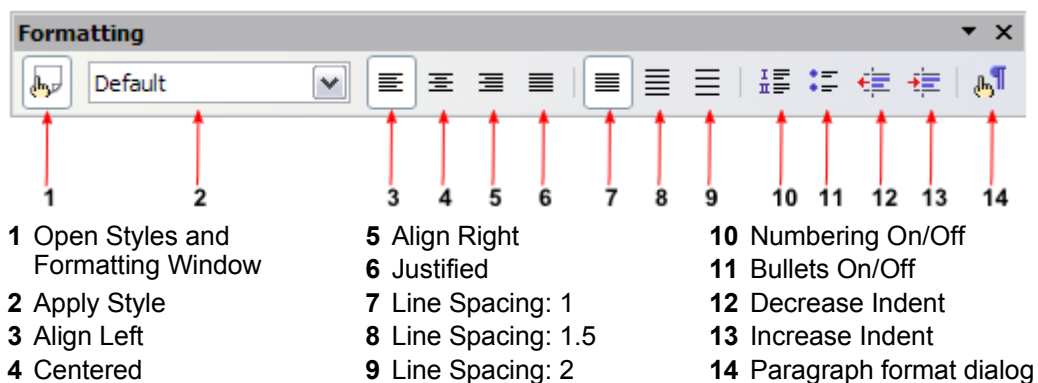 Formatting
Default
1 2 3 4 5 6 7 8 9 10 11 12 13 14
1 Open Styles and
Formatting Window
2 Apply Style
3 Align Left
4 Centered
5 Align Right
6 Justified
7 Line Spacing: 1
8 Line Spacing: 1.5
9 Line Spacing: 2
10 Numbering On/Off
11 Bullets On/Off
12 Decrease Indent
13 Increase Indent
14 Paragraph format dialog